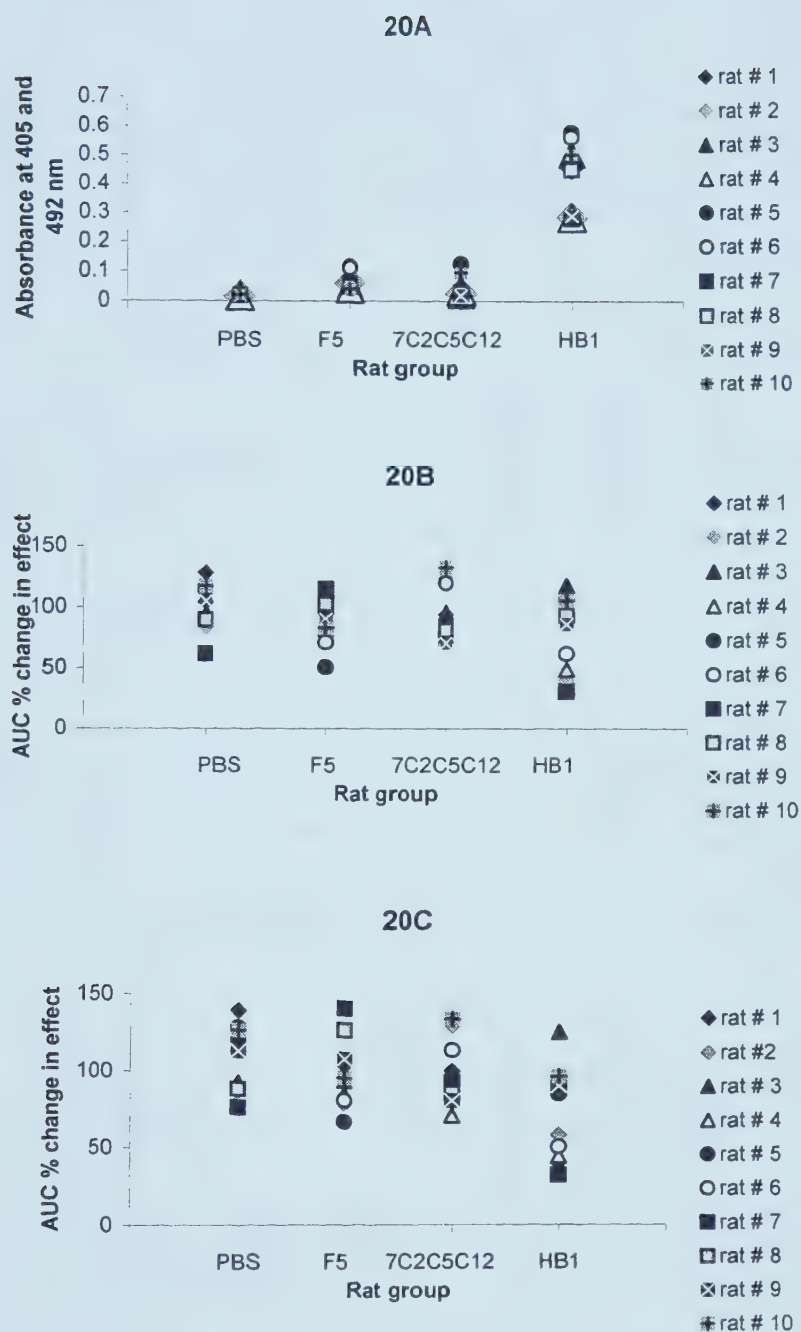 20A
Absorbance at 405 and
492 nm
0.7
0.6
0.5
0.4
0.3
0.2
0.1
0
PBS F5 7C2C5C12 HB1
Rat group
rat # 1
rat # 2
rat # 3
rat # 4
rat # 5
rat # 6
rat # 7
rat # 8
rat # 9
rat # 10
20B
AUC % change in effect
150
100
50
0
PBS F5 7C2C5C12 HB1
Rat group
rat # 1
rat # 2
rat # 3
rat # 4
rat # 5
rat # 6
rat # 7
rat # 8
rat # 9
rat # 10
20C
AUC % change in effect
150
100
50
0
PBS F5 7C2C5C12 HB1
Rat group
rat # 1
rat #2
rat # 3
rat # 4
rat # 5
rat # 6
rat # 7
rat # 8
rat # 9
rat # 10